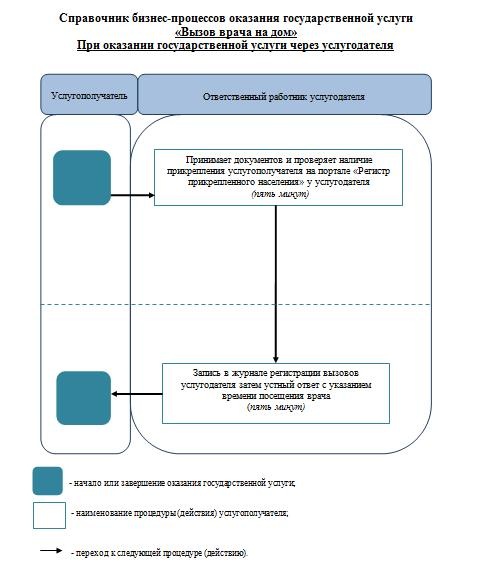 Справочник бизнес-процессов оказания государственной услуги
«Вызов врача на дом»
При оказании государственной услуги через услугодателя
Услугополучатель
Ответственный работник услугодателя
Принимает документов и проверяет наличие
прикрепления услугополучателя на портале «Регистр
прикрепленного населения» у услугодателя
(пять минут)
Запись в журнале регистрации вызовов
услугодателя затем устный ответ с указанием
времени посещения врача
(пять минут)
- начало или завершение оказания государственной услуги;
- наименование процедуры (действия) услугополучателя;
- переход к следующей процедуре (действию).